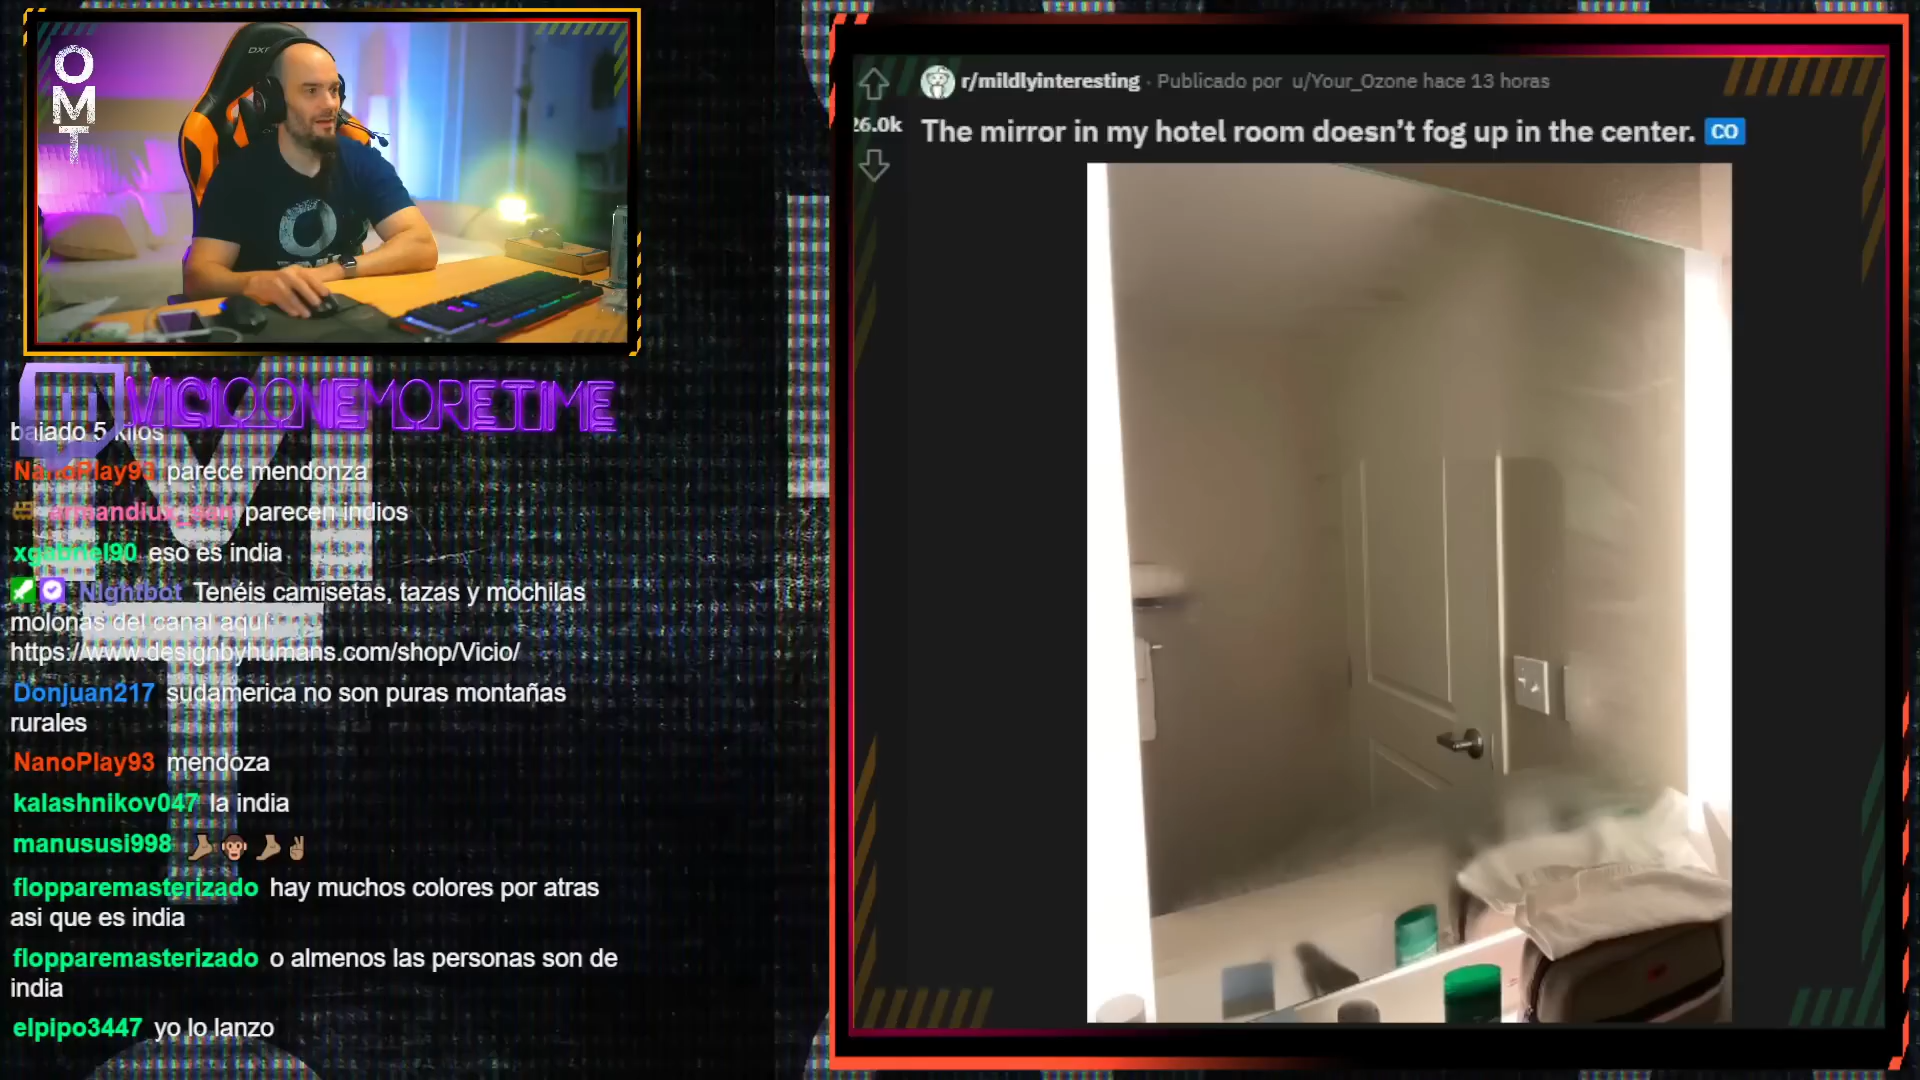 OMT
DXR
VICIOONEMORETIME
bajado 5 kilos
NanoPlay93 parece mendonza
parecen indios
xgabriel90 eso es india
Nightbot Tenéis camisetas, tazas y mochilas
molonas del canal aquí
https://www.designbyhumans.com/shop/Vicio/
Donjuan217 sudamerica no son puras montañas
rurales
NanoPlay93 mendoza
kalashnikov047 la india
manususi998
flopparemasterizado hay muchos colores por atras
asi que es india
flopparemasterizado o almenos las personas son de
india
elpipo3447 yo lo lanzo
r/mildlyinteresting · Publicado por u/Your_Ozone hace 13 horas
26.0k
The mirror in my hotel room doesn't fog up in the center. CO